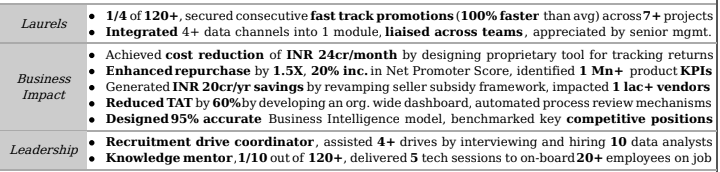 Laurels
● 1/4 of 120+, secured consecutive fast track promotions (100% faster than avg) across 7+ projects
● Integrated 4+ data channels into 1 module, liaised across teams, appreciated by senior mgmt.
Business Impact
● Achieved cost reduction of INR 24cr/month by designing proprietary tool for tracking returns
● Enhanced repurchase by 1.5X, 20% inc. in Net Promoter Score, identified 1 Mn+ product KPIs
● Generated INR 20cr/yr savings by revamping seller subsidy framework, impacted 1 lac+ vendors
● Reduced TAT by 60% by developing an org. wide dashboard, automated process review mechanisms
● Designed 95% accurate Business Intelligence model, benchmarked key competitive positions
Leadership
● Recruitment drive coordinator, assisted 4+ drives by interviewing and hiring 10 data analysts
● Knowledge mentor, 1/10 out of 120+, delivered 5 tech sessions to on-board 20+ employees on job